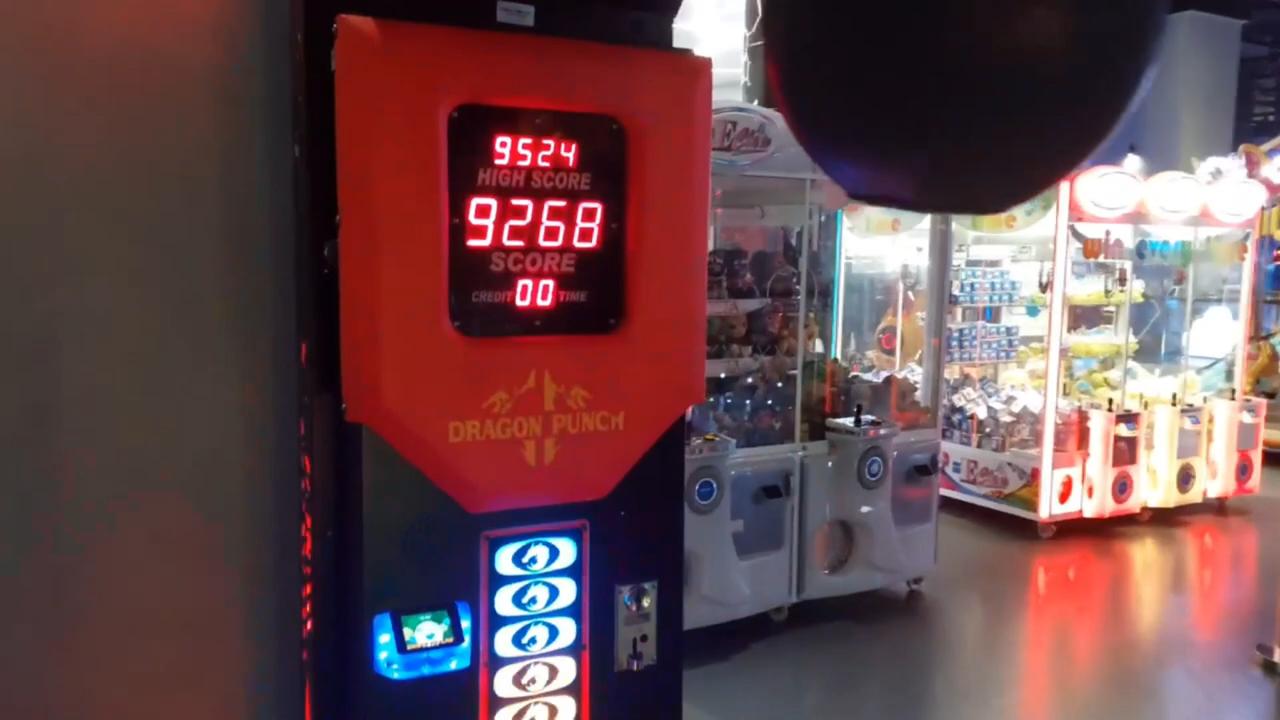 9524
HIGH SCORE
9268
SCORE
CREDIT 00 TIME
DRAGON PUNCH